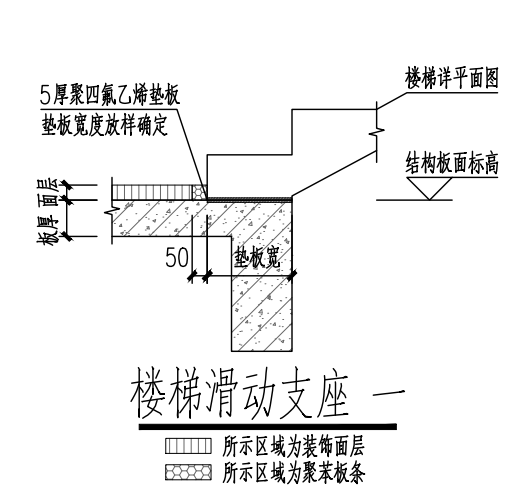 5厚聚四氟乙烯垫板
垫板宽度放样确定
楼梯详平面图
结构板面标高
面层
板厚
50
垫板宽
楼梯滑动支座 一
所示区域为装饰面层
所示区域为聚苯板条